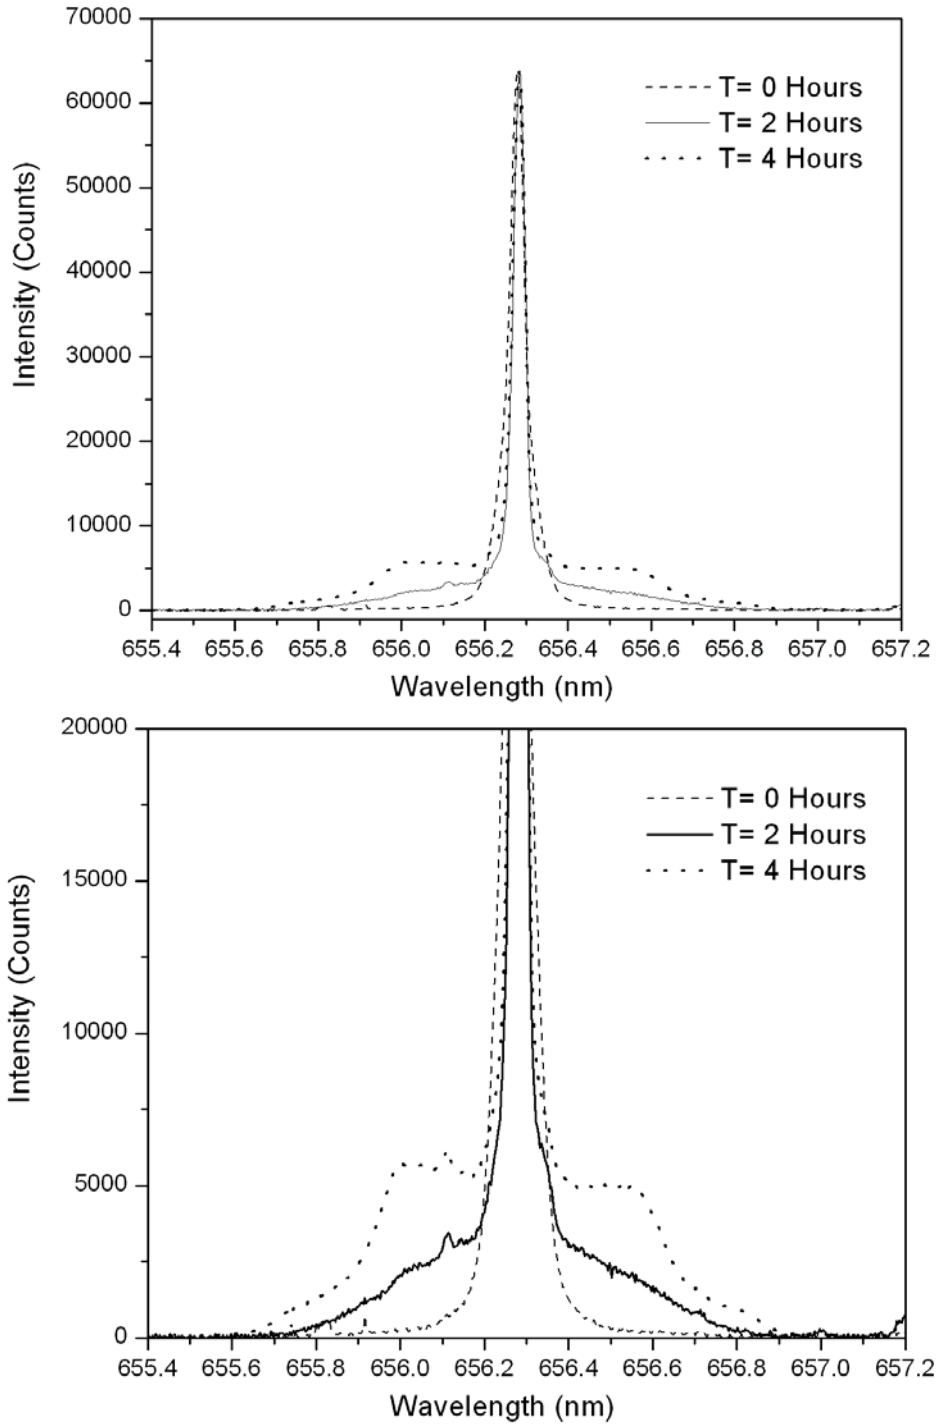 70000
60000
50000
40000
30000
20000
10000
0
Intensity (Counts)
T= 0 Hours
T= 2 Hours
T= 4 Hours
655.4 655.6 655.8 656.0 656.2 656.4 656.6 656.8 657.0 657.2
Wavelength (nm)
20000
15000
10000
5000
0
Intensity (Counts)
T= 0 Hours
T= 2 Hours
T= 4 Hours
655.4 655.6 655.8 656.0 656.2 656.4 656.6 656.8 657.0 657.2
Wavelength (nm)